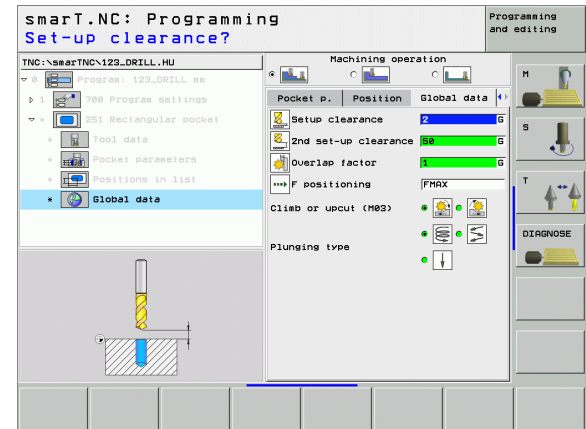 smarT.NC: Programming
Set-up clearance?
Programming
and editing
TNC:\smarTNC\123_DRILL.HU
0 Program: 123_DRILL mm
1 700 Program settings
* 251 Rectangular pocket
* Tool data
* Pocket parameters
* Positions in list
* Global data
Machining operation
Pocket p. Position Global data
Setup clearance 2 G
2nd set-up clearance 50 G
Overlap factor 1 G
F positioning FMAX
Climb or upcut (M03)
Plunging type
M
S
T
DIAGNOSE